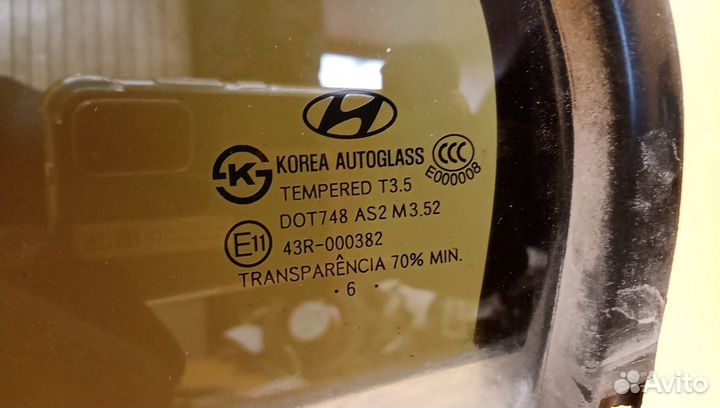 KOREA AUTOGLASS
CCC
E000008
K
TEMPERED T3.5
DOT748 AS2 M3.52
E11
43R-000382
TRANSPARÊNCIA 70% MIN.
· 6 ·
Avito